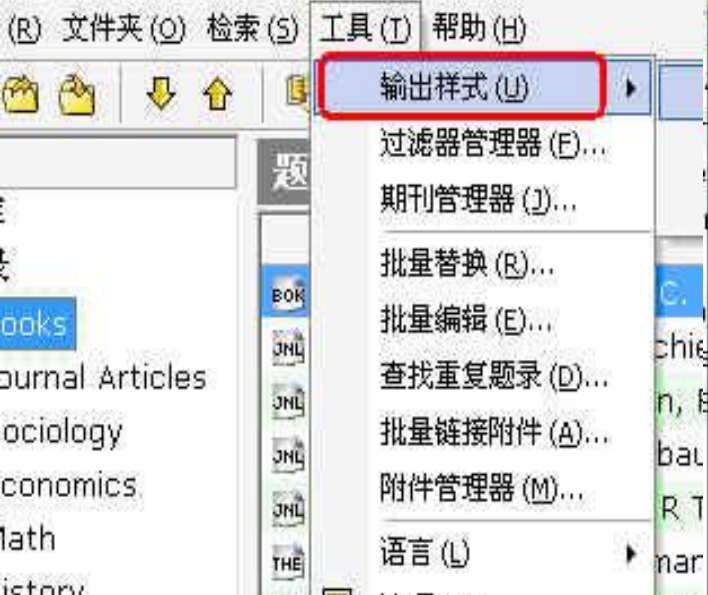 (R) 文件夹(O) 检索(S) 工具(T) 帮助(H)
输出样式(U)
过滤器管理器(F)...
期刊管理器(J)...
批量替换(R)...
批量编辑(E)...
查找重复题录(D)...
批量链接附件(A)...
附件管理器(M)...
语言(L)
题
ooks
ournal Articles
ociology
conomics
Math
istory
BOK
JNL
JNL
JNL
JNL
THE
C.
chie
n, E
bau
R T
mar